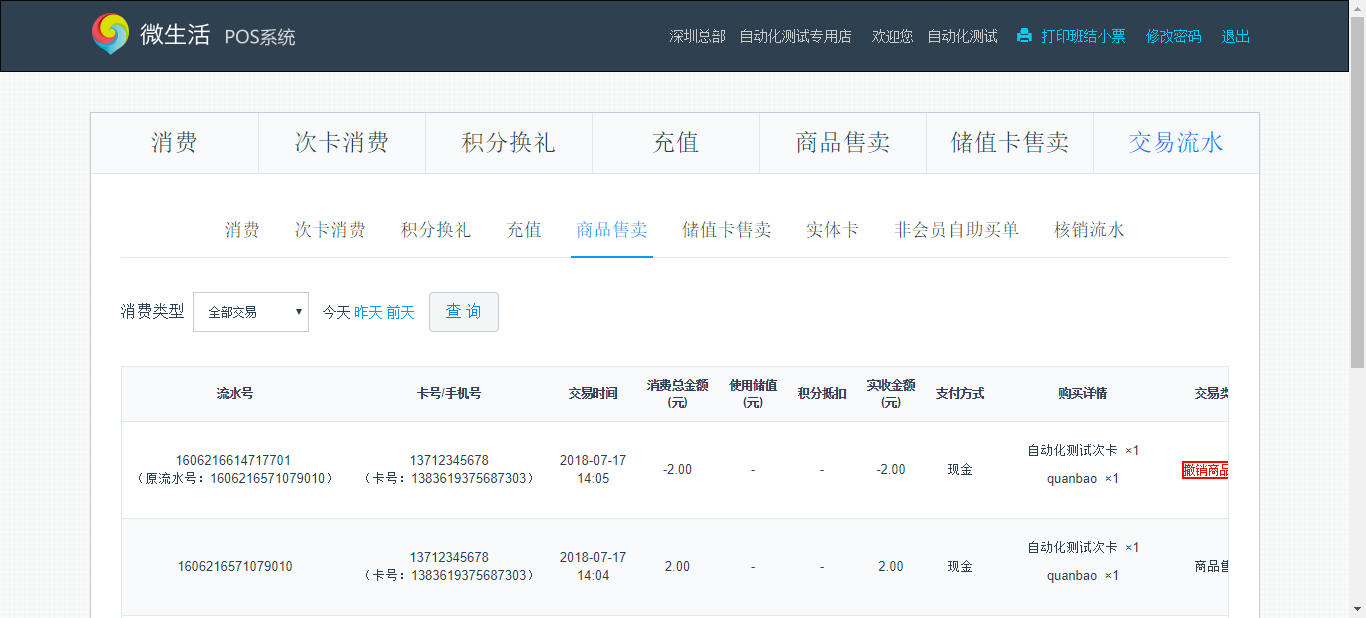 微生活 POS系统 深圳总部 自动化测试专用店 欢迎您 自动化测试 打印班结小票 修改密码 退出
消费 次卡消费 积分换礼 充值 商品售卖 储值卡售卖 交易流水
消费 次卡消费 积分换礼 充值 商品售卖 储值卡售卖 实体卡 非会员自助买单 核销流水
消费类型 全部交易 今天 昨天 前天 查 询
流水号 卡号/手机号 交易时间 消费总金额(元) 使用储值(元) 积分抵扣 实收金额(元) 支付方式 购买详情 交易类
1606216614717701 13712345678 2018-07-17 -2.00 - - -2.00 现金 自动化测试次卡 ×1 撤销商品
（原流水号：1606216571079010） （卡号：1383619375687303） 14:05 quanbao ×1
1606216571079010 13712345678 2018-07-17 2.00 - - 2.00 现金 自动化测试次卡 ×1 商品售
（卡号：1383619375687303） 14:04 quanbao ×1